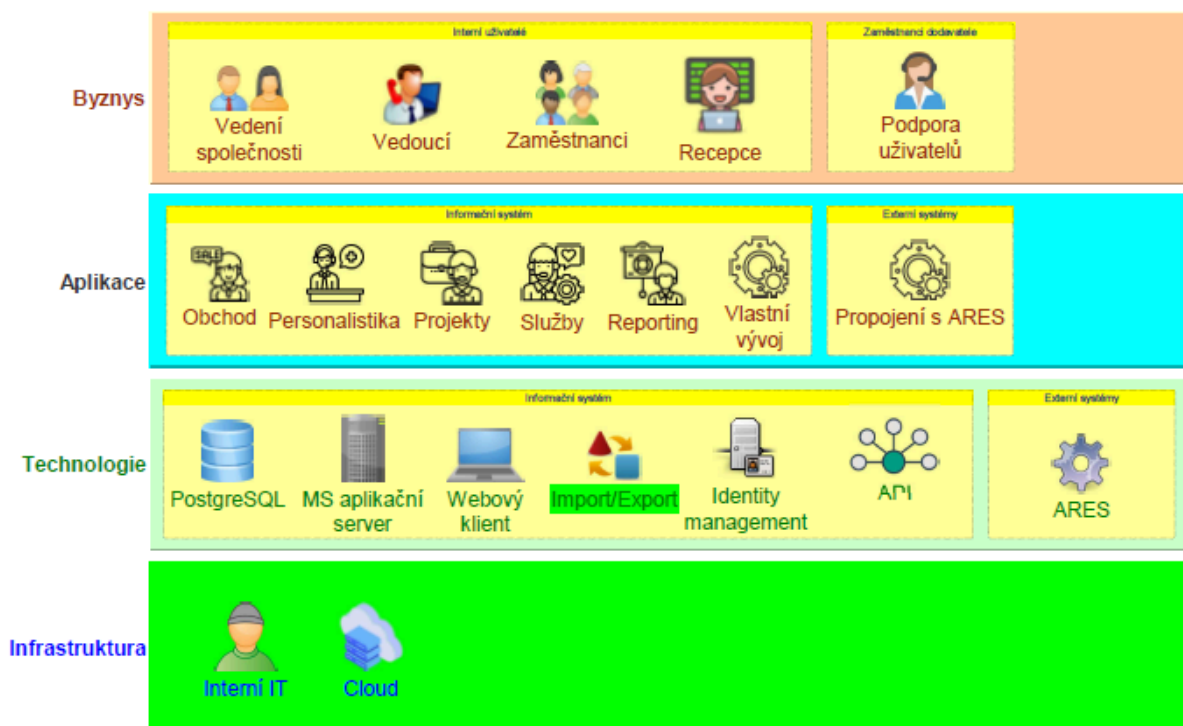 Byznys
Interní uživatelé
Zaměstnanci dodavatele
Vedení
společnosti
Vedoucí
Zaměstnanci
Recepce
Podpora
uživatelů
Aplikace
Informační systém
Externí systémy
Obchod
Personalistika
Projekty
Služby
Reporting
Vlastní
vývoj
Propojení s ARES
SALE
Technologie
Informační systém
Externí systémy
PostgreSQL
MS aplikační
server
Webový
klient
Import/Export
Identity
management
API
ARES
Infrastruktura
Interní IT
Cloud